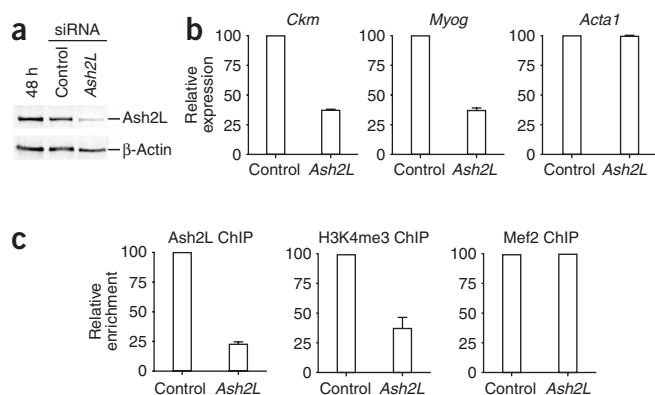 a
siRNA
48 h
Control
Ash2L
Ash2L
β-Actin
b
Ckm
Myog
Acta1
Relative
expression
100
75
50
25
0
Control Ash2L
100
75
50
25
0
Control Ash2L
100
75
50
25
0
Control Ash2L
c
Ash2L ChIP
H3K4me3 ChIP
Mef2 ChIP
Relative
enrichment
100
75
50
25
0
Control Ash2L
100
75
50
25
0
Control Ash2L
100
75
50
25
0
Control Ash2L